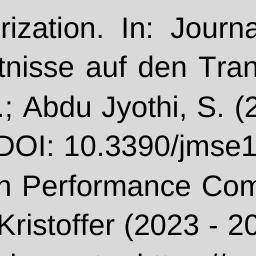 rization. In: Journa
tnisse auf den Tran
.; Abdu Jyothi, S. (2
DOI: 10.3390/jmse1
n Performance Com
Kristoffer (2023 - 20